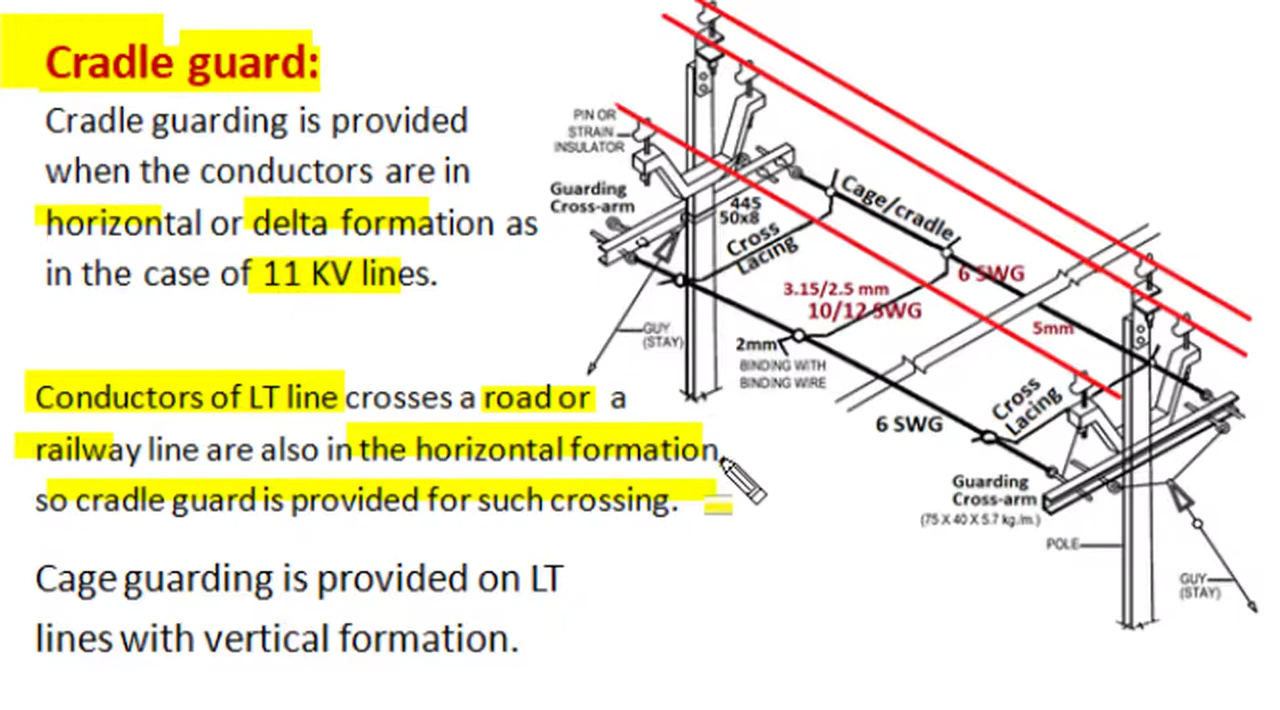 Cradle guard:
Cradle guarding is provided
when the conductors are in
horizontal or delta formation as
in the case of 11 KV lines.
Conductors of LT line crosses a road or a
railway line are also in the horizontal formation,
so cradle guard is provided for such crossing.
Cage guarding is provided on LT
lines with vertical formation.
PIN OR
STRAIN
INSULATOR
Guarding
Cross-arm
445
50x8
Cage/cradle
Cross
Lacing
6 SWG
3.15/2.5 mm
10/12 SWG
5mm
GUY
(STAY)
2mm
BINDING WITH
BINDING WIRE
Cross
Lacing
6 SWG
Guarding
Cross-arm
(75 X 40 X 5.7 kg./m.)
POLE
GUY
(STAY)